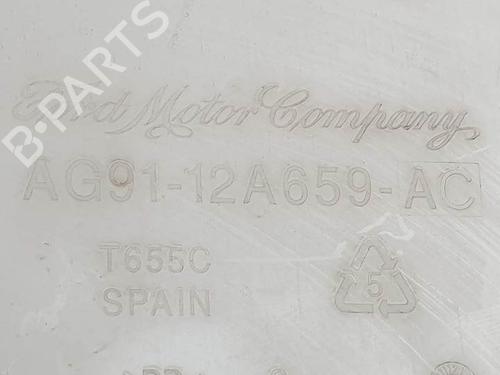 B-PARTS
Ford Motor Company
AG91-12A659-AC
T655C
SPAIN
5